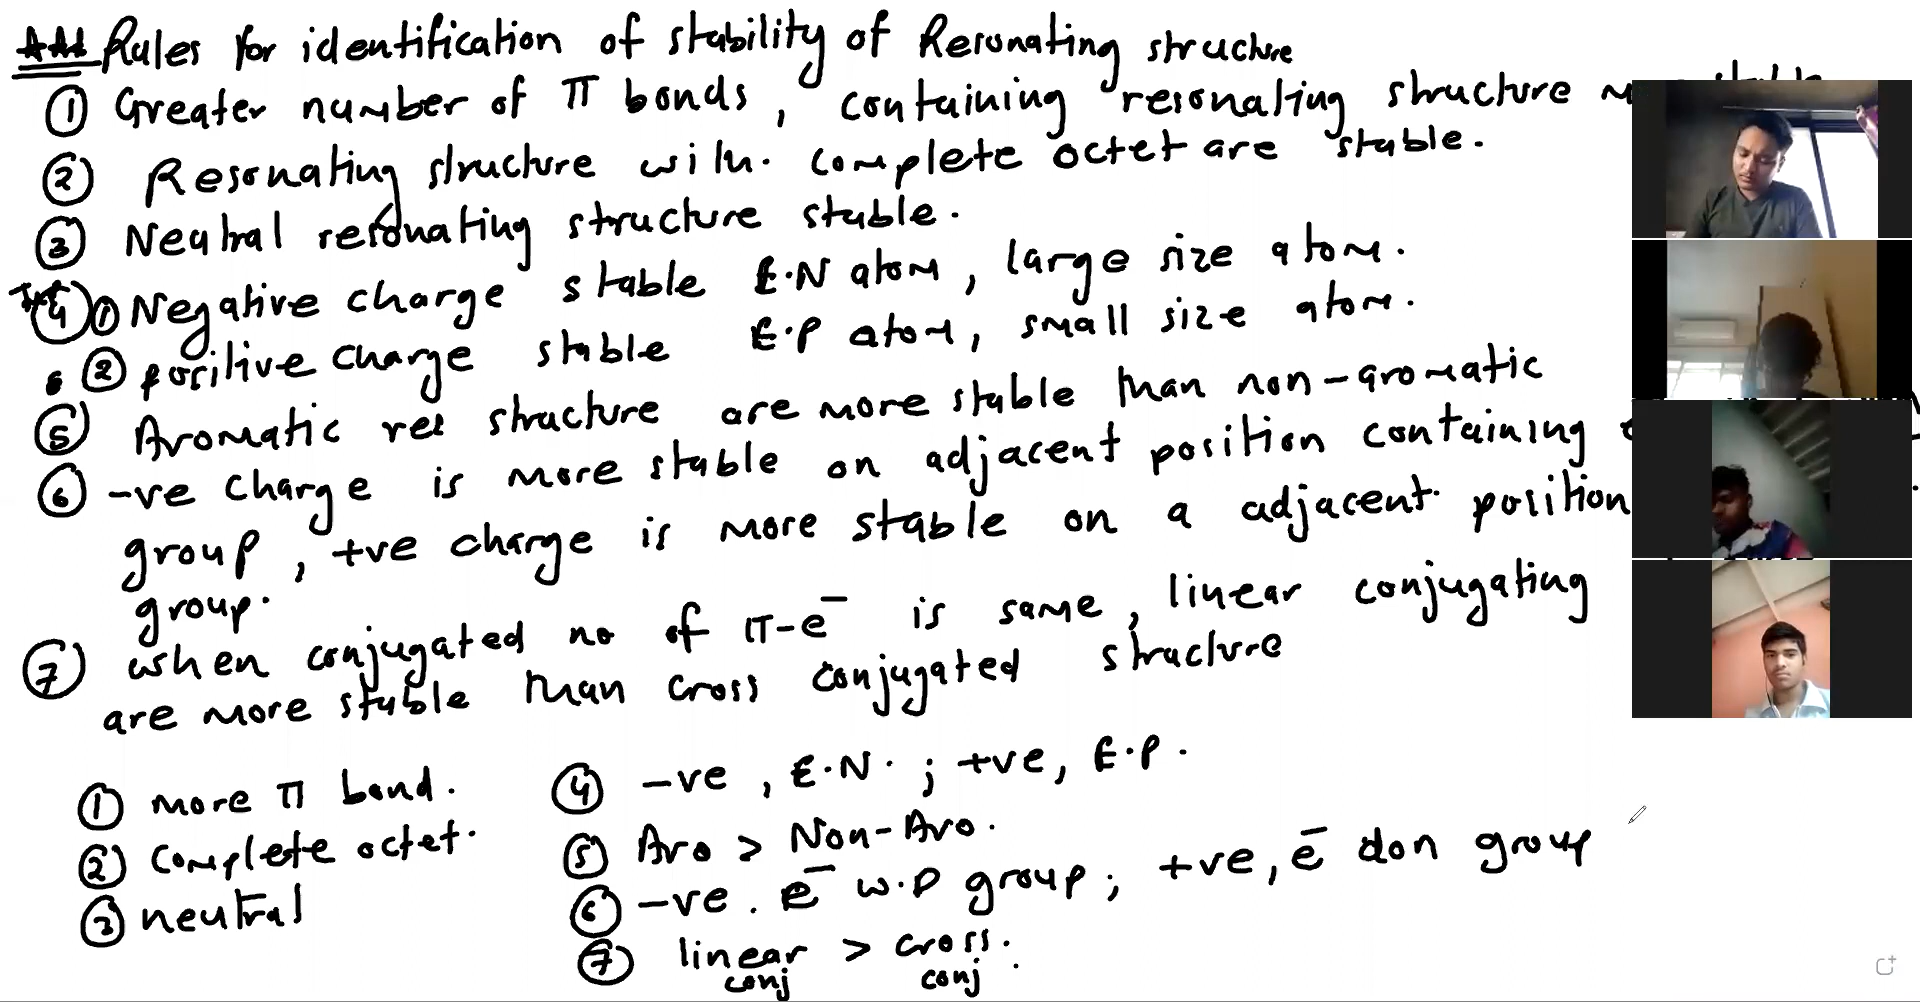 Rules for identification of stability of Resonating structure
① Greater number of π bonds, containing resonating structure
② Resonating structure with. complete octet are stable.
③ Neutral resonating structure stable.
④ ① Negative charge stable E.N atom, large size atom.
② positive charge stable E.P atom, small size atom.
⑤ Aromatic res structure are more stable than non-aromatic
⑥ -ve charge is more stable on adjacent position containing
group, +ve charge is more stable on a adjacent position
group.
⑦ when conjugated no of π-e⁻ is same, linear conjugating
are more stable than cross conjugated structure
① more π bond.
② complete octet.
③ neutral
④ -ve, E.N. ; +ve, E.P.
⑤ Aro > Non-Aro.
⑥ -ve. e⁻ w.D group; +ve, e⁻ don group
⑦ linear > cross.
conj conj